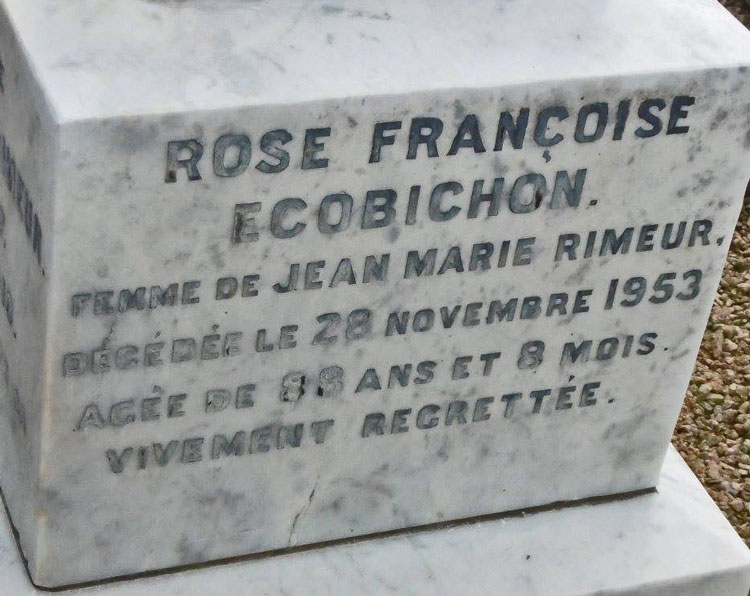 ROSE FRANÇOISE
ECOBICHON.
FEMME DE JEAN MARIE RIMEUR.
DÉCÉDÉE LE 28 NOVEMBRE 1953
AGÉE DE 88 ANS ET 8 MOIS.
VIVEMENT REGRETTÉE.